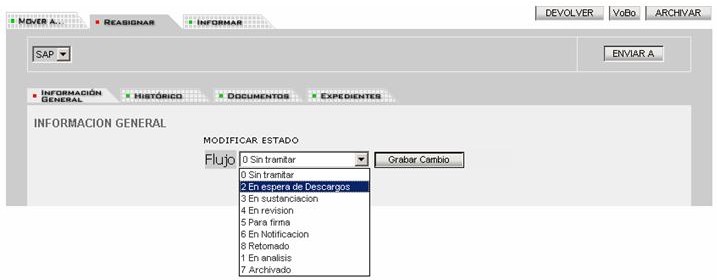 MOVER A... REASIGNAR INFORMAR DEVOLVER VoBo ARCHIVAR
SAP ENVIAR A
INFORMACIÓN GENERAL HISTÓRICO DOCUMENTOS EXPEDIENTES
INFORMACION GENERAL
MODIFICAR ESTADO
Flujo 0 Sin tramitar Grabar Cambio
0 Sin tramitar
2 En espera de Descargos
3 En sustanciacion
4 En revision
5 Para firma
6 En Notificacion
8 Retornado
1 En analisis
7 Archivado